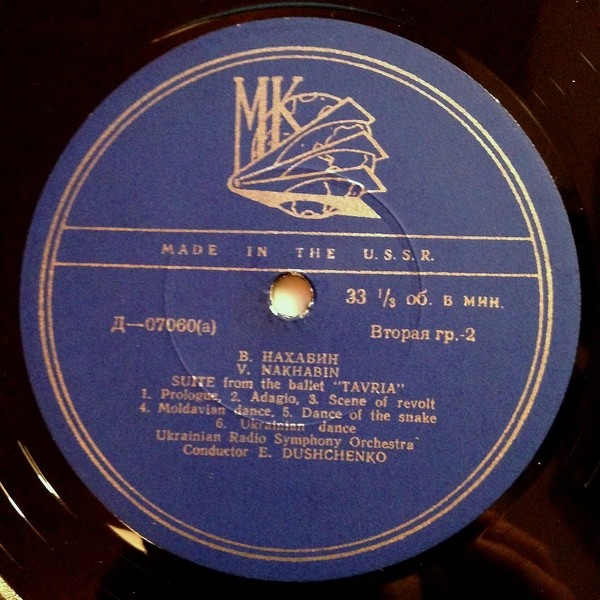 МК
MADE IN THE U.S.S.R.
33 ⅓ об. в мин.
Д—07060(а)
Вторая гр.-2
В. НАХАБИН
V. NAKHABIN
SUITE from the ballet "TAVRIA"
1. Prologue, 2. Adagio, 3. Scene of revolt
4. Moldavian dance, 5. Dance of the snake
6. Ukrainian dance
Ukrainian Radio Symphony Orchestra
Conductor E. DUSHCHENKO